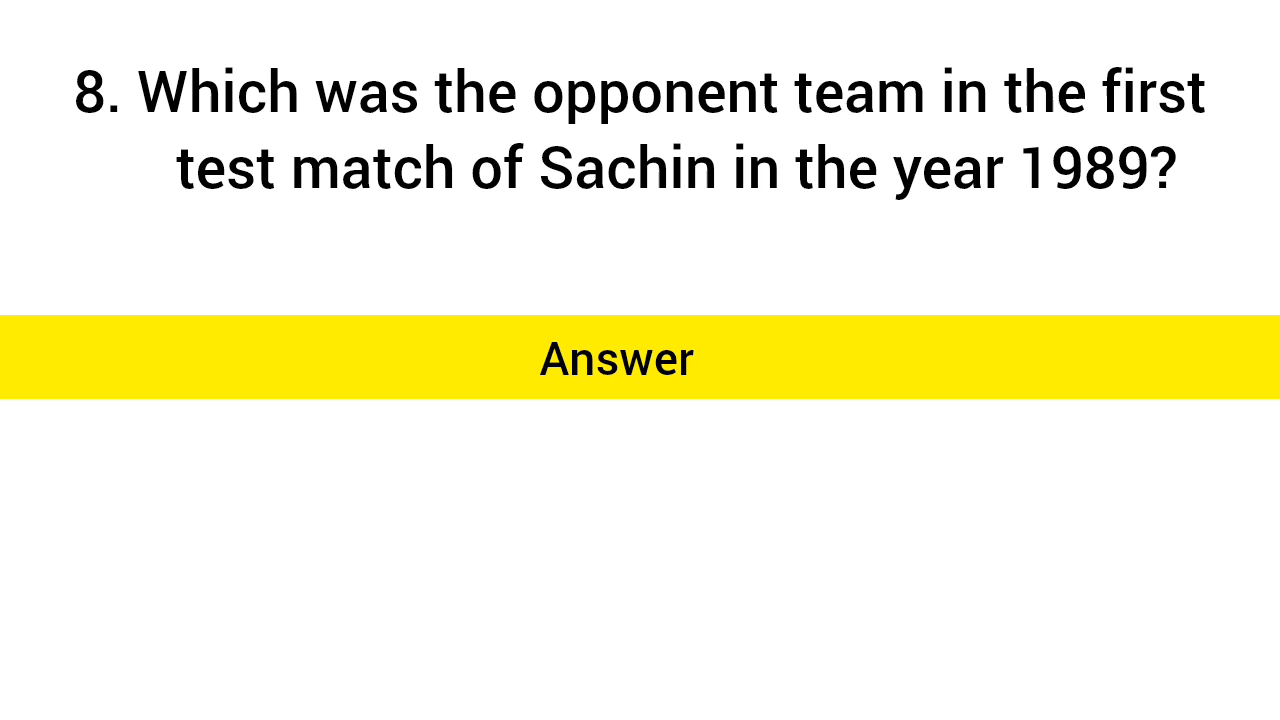 8. Which was the opponent team in the first
test match of Sachin in the year 1989?
Answer